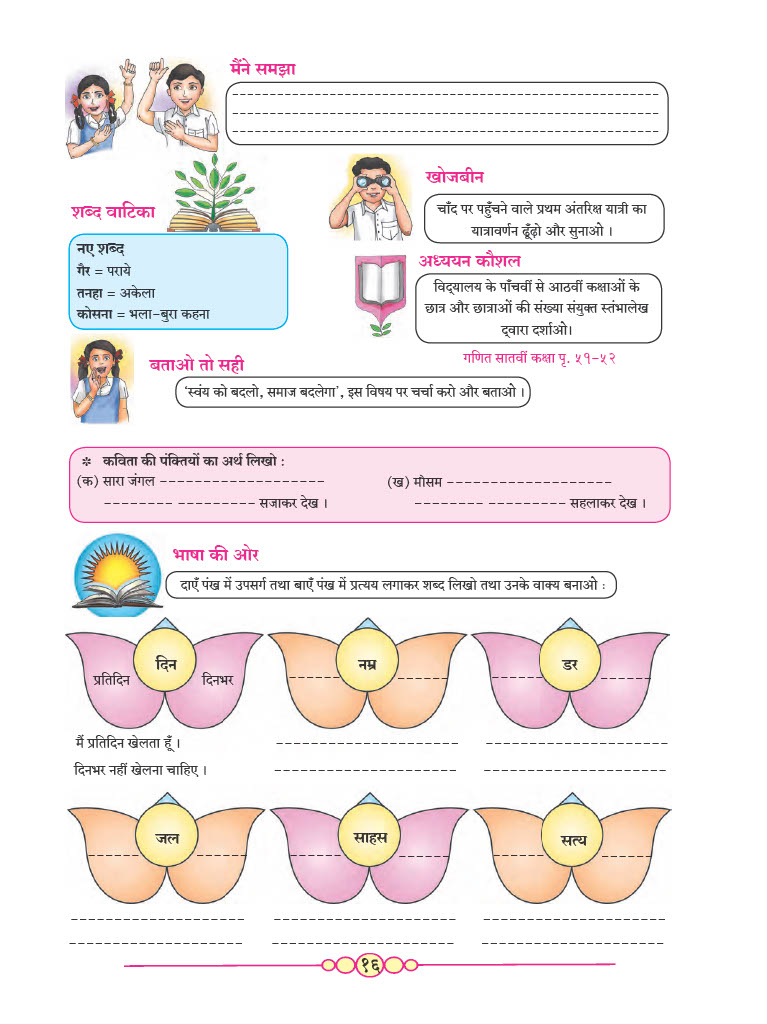 मैंने समझा
शब्द वाटिका
नए शब्द
गैर = पराये
तनहा = अकेला
कोसना = भला-बुरा कहना
खोजबीन
चाँद पर पहुँचने वाले प्रथम अंतरिक्ष यात्री का
यात्रावर्णन ढूँढ़ो और सुनाओ ।
अध्ययन कौशल
विद्यालय के पाँचवीं से आठवीं कक्षाओं के
छात्र और छात्राओं की संख्या संयुक्त स्तंभालेख
द्वारा दर्शाओ।
गणित सातवीं कक्षा पृ. ५१-५२
बताओ तो सही
‘स्वंय को बदलो, समाज बदलेगा’, इस विषय पर चर्चा करो और बताओ ।
✽ कविता की पंक्तियों का अर्थ लिखो :
(क) सारा जंगल -------------------
-------- --------- सजाकर देख ।
(ख) मौसम -------------------
-------- --------- सहलाकर देख ।
भाषा की ओर
दाएँ पंख में उपसर्ग तथा बाएँ पंख में प्रत्यय लगाकर शब्द लिखो तथा उनके वाक्य बनाओ :
प्रतिदिन दिन दिनभर
नम्र
डर
मैं प्रतिदिन खेलता हूँ ।
दिनभर नहीं खेलना चाहिए ।
जल
साहस
सत्य
१६